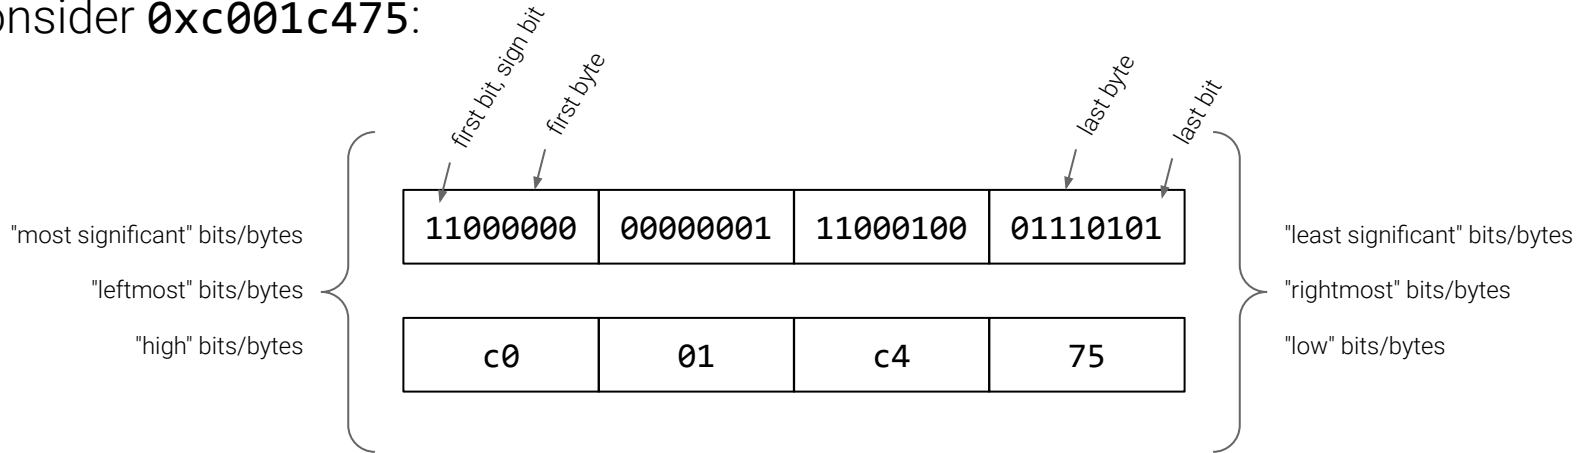 onsider 0xc001c475:
first bit, sign bit
first byte
last byte
last bit
11000000 00000001 11000100 01110101
"most significant" bits/bytes
"leftmost" bits/bytes
"high" bits/bytes
"least significant" bits/bytes
"rightmost" bits/bytes
"low" bits/bytes
c0 01 c4 75